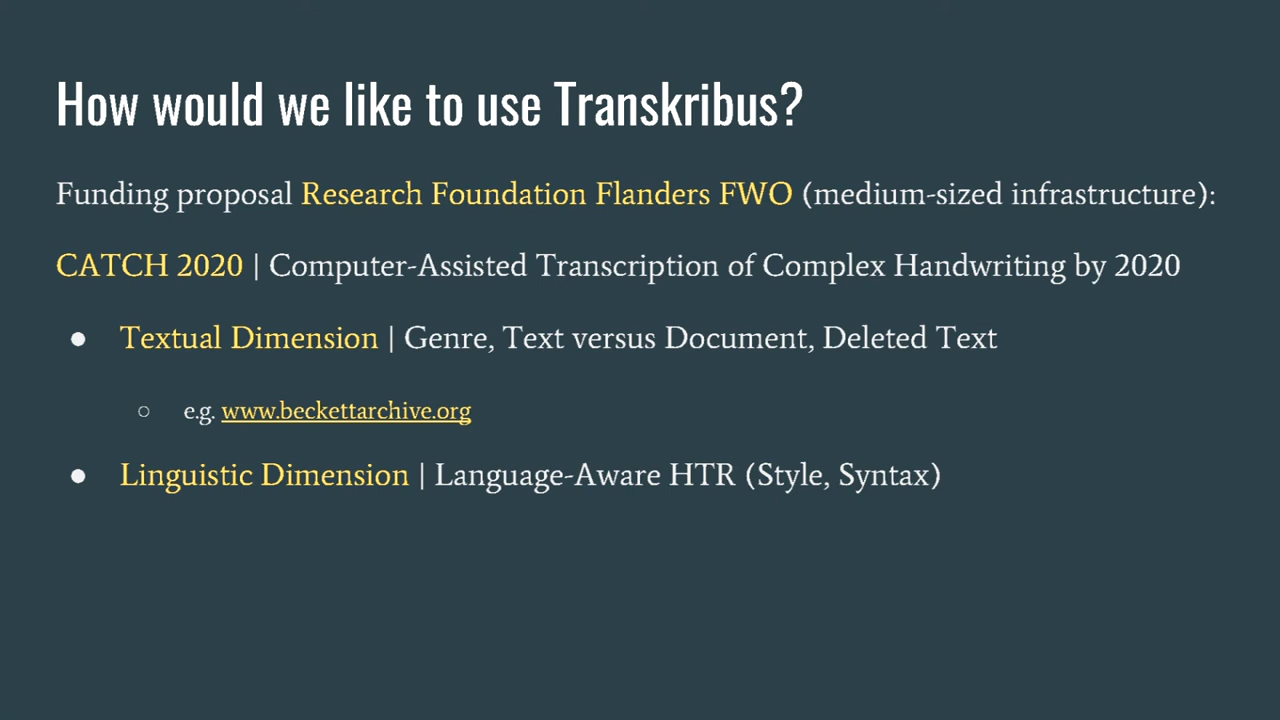 How would we like to use Transkribus?
Funding proposal Research Foundation Flanders FWO (medium-sized infrastructure):
CATCH 2020 | Computer-Assisted Transcription of Complex Handwriting by 2020
● Textual Dimension | Genre, Text versus Document, Deleted Text
○ e.g. www.beckettarchive.org
● Linguistic Dimension | Language-Aware HTR (Style, Syntax)